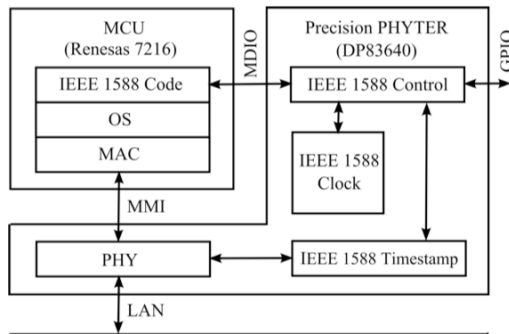 MCU
(Renesas 7216)
IEEE 1588 Code
OS
MAC
MDIO
Precision PHYTER
(DP83640)
IEEE 1588 Control
GPIO
IEEE 1588
Clock
MMI
PHY
IEEE 1588 Timestamp
LAN